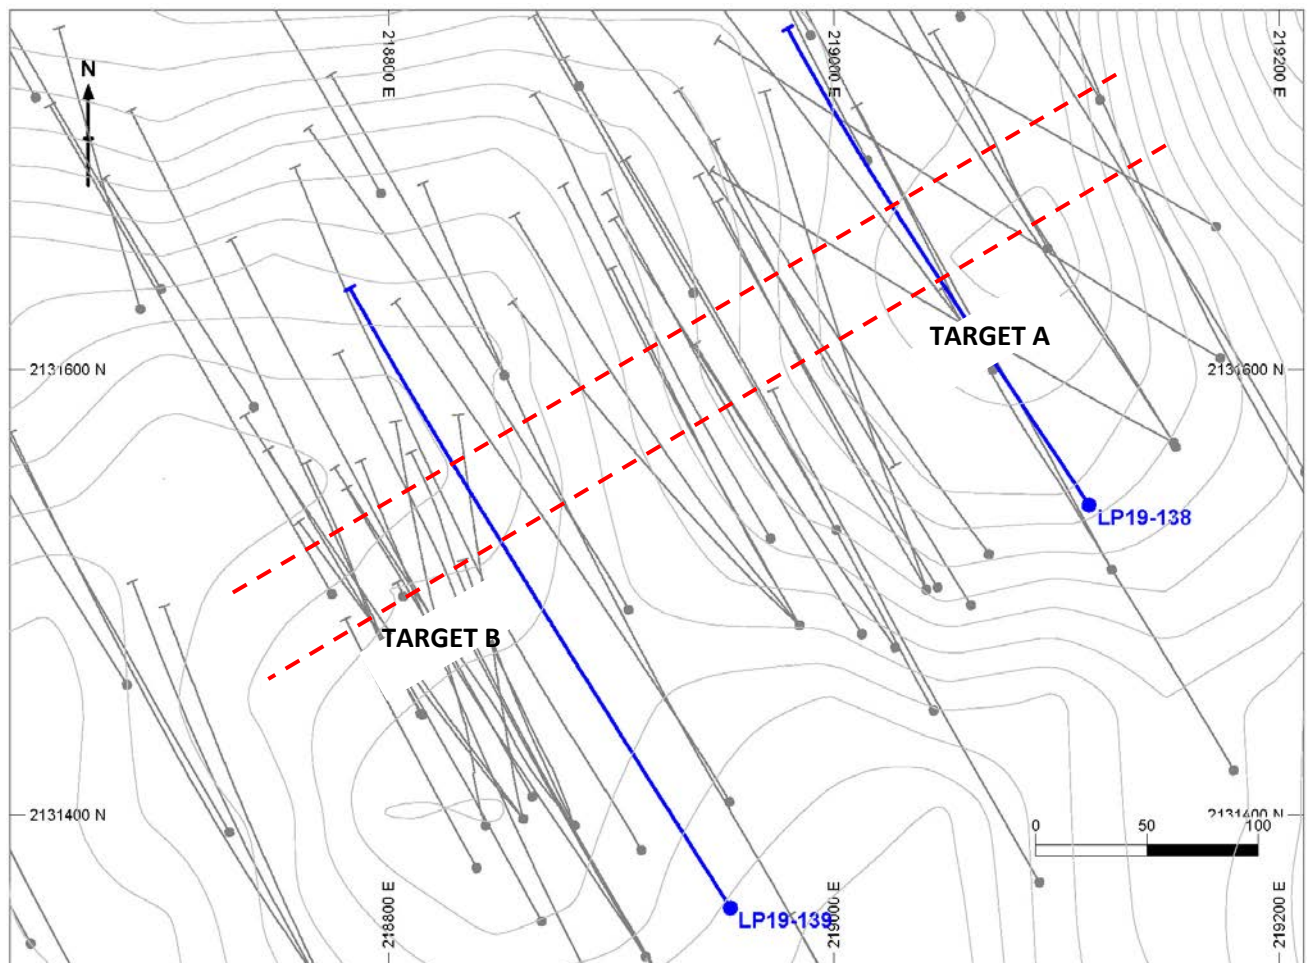 218800 E
219000 E
219200 E
N
TARGET A
2131600 N
2131600 N
LP19-138
TARGET B
2131400 N
2131400 N
0
50
100
218800 E
219000 E
219200 E
LP19-139